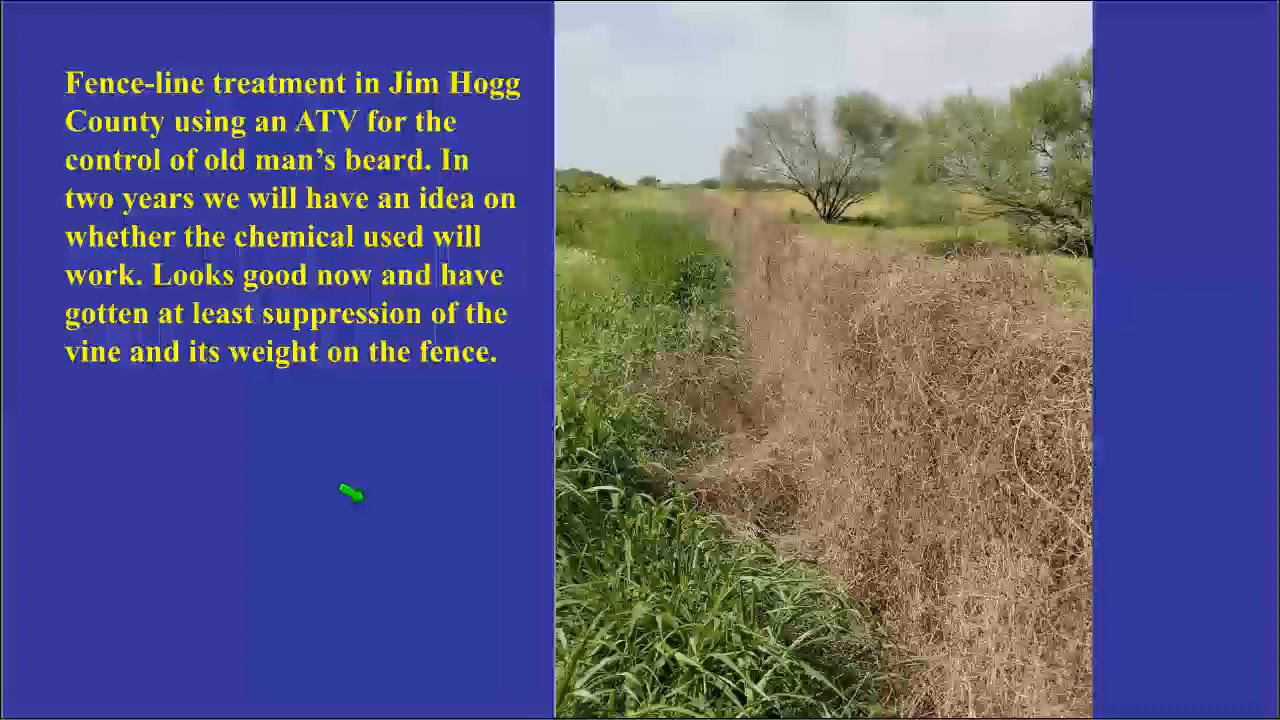 Fence-line treatment in Jim Hogg
County using an ATV for the
control of old man’s beard. In
two years we will have an idea on
whether the chemical used will
work. Looks good now and have
gotten at least suppression of the
vine and its weight on the fence.